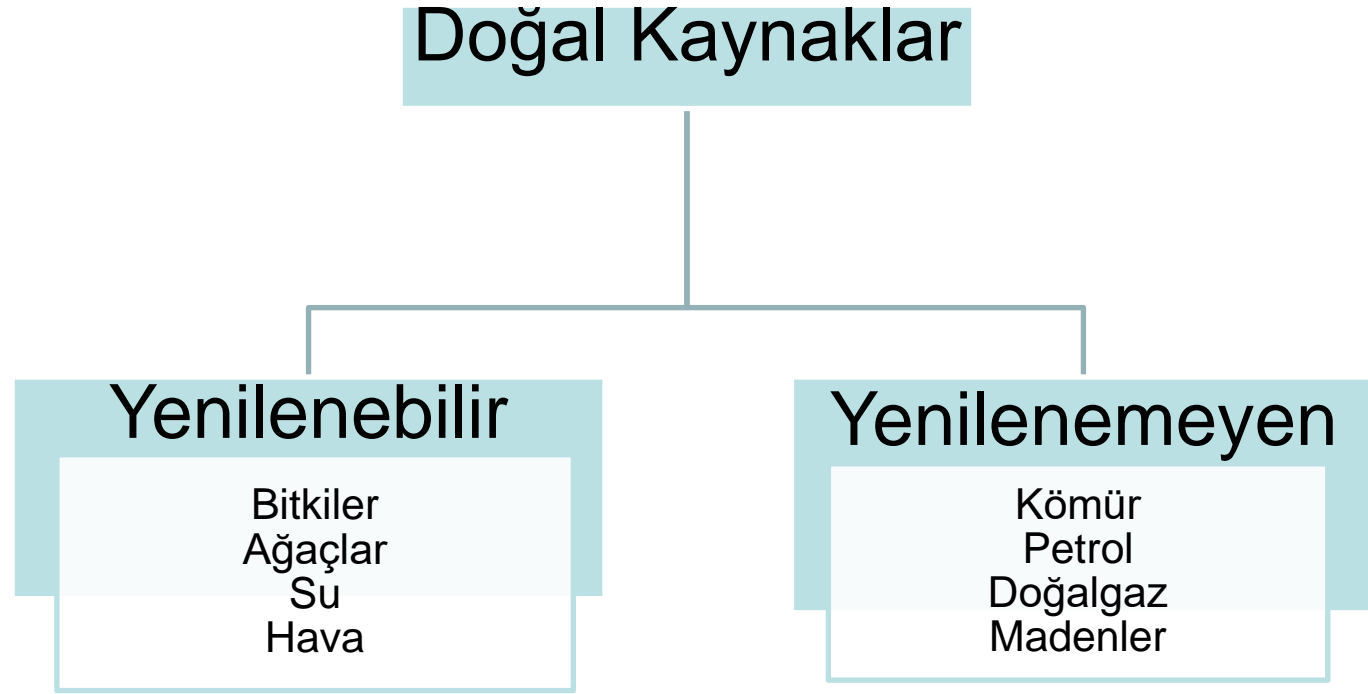 Doğal Kaynaklar
Yenilenebilir
Bitkiler
Ağaçlar
Su
Hava
Yenilenemeyen
Kömür
Petrol
Doğalgaz
Madenler